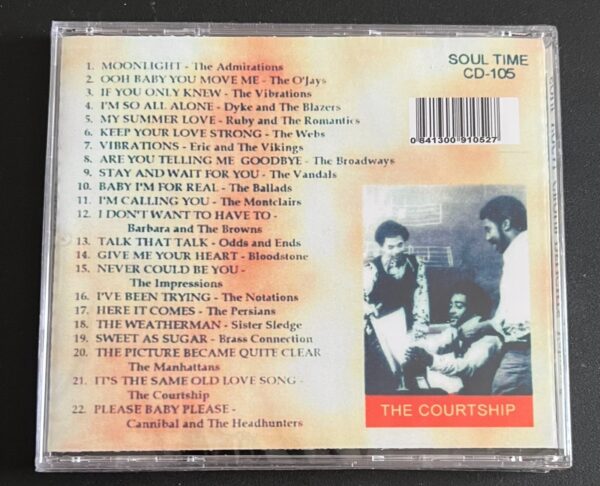 SOUL TIME
CD-105
0 841300 910527
1. MOONLIGHT - The Admirations
2. OOH BABY YOU MOVE ME - The O'Jays
3. IF YOU ONLY KNEW - The Vibrations
4. I'M SO ALL ALONE - Dyke and The Blazers
5. MY SUMMER LOVE - Ruby and The Romantics
6. KEEP YOUR LOVE STRONG - The Webs
7. VIBRATIONS - Eric and The Vikings
8. ARE YOU TELLING ME GOODBYE - The Broadways
9. STAY AND WAIT FOR YOU - The Vandals
10. BABY I'M FOR REAL - The Ballads
11. I'M CALLING YOU - The Montclairs
12. I DON'T WANT TO HAVE TO -
Barbara and The Browns
13. TALK THAT TALK - Odds and Ends
14. GIVE ME YOUR HEART - Bloodstone
15. NEVER COULD BE YOU -
The Impressions
16. I'VE BEEN TRYING - The Notations
17. HERE IT COMES - The Persians
18. THE WEATHERMAN - Sister Sledge
19. SWEET AS SUGAR - Brass Connection
20. THE PICTURE BECAME QUITE CLEAR
The Manhattans
21. IT'S THE SAME OLD LOVE SONG -
The Courtship
22. PLEASE BABY PLEASE -
Cannibal and The Headhunters
THE COURTSHIP